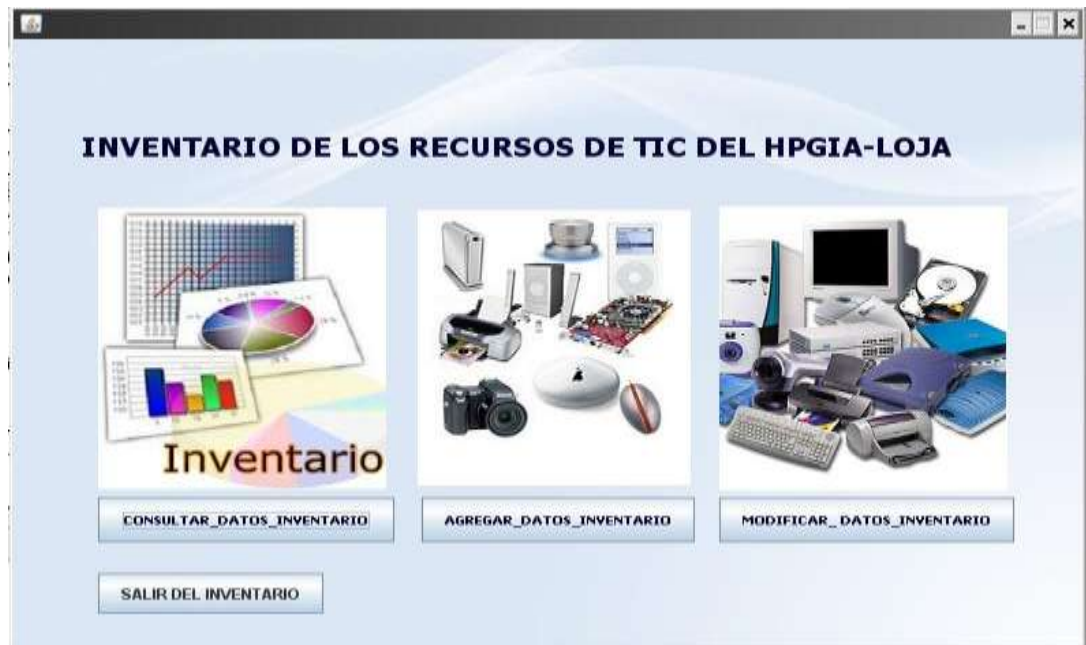 INVENTARIO DE LOS RECURSOS DE TIC DEL HPGIA-LOJA
Inventario
CONSULTAR_DATOS_INVENTARIO
AGREGAR_DATOS_INVENTARIO
MODIFICAR_ DATOS_INVENTARIO
SALIR DEL INVENTARIO